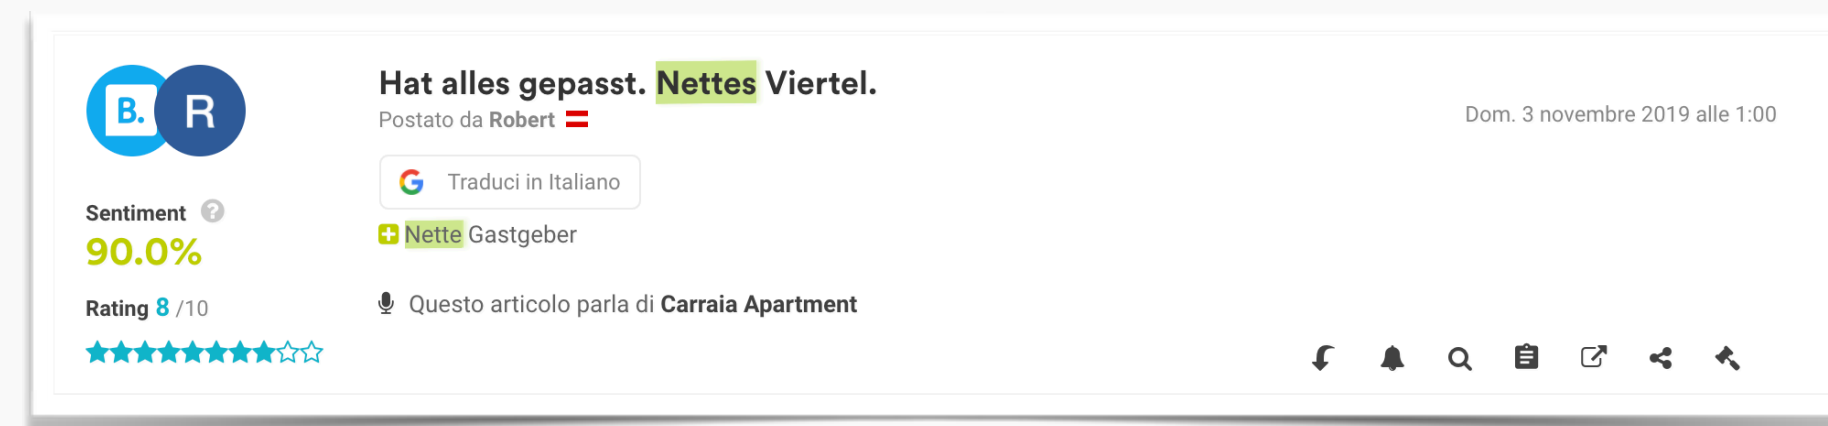 B. R
Hat alles gepasst. Nettes Viertel.
Postato da Robert
Dom. 3 novembre 2019 alle 1:00
G Traduci in Italiano
Sentiment ?
90.0%
Nette Gastgeber
Rating 8 /10
Questo articolo parla di Carraia Apartment